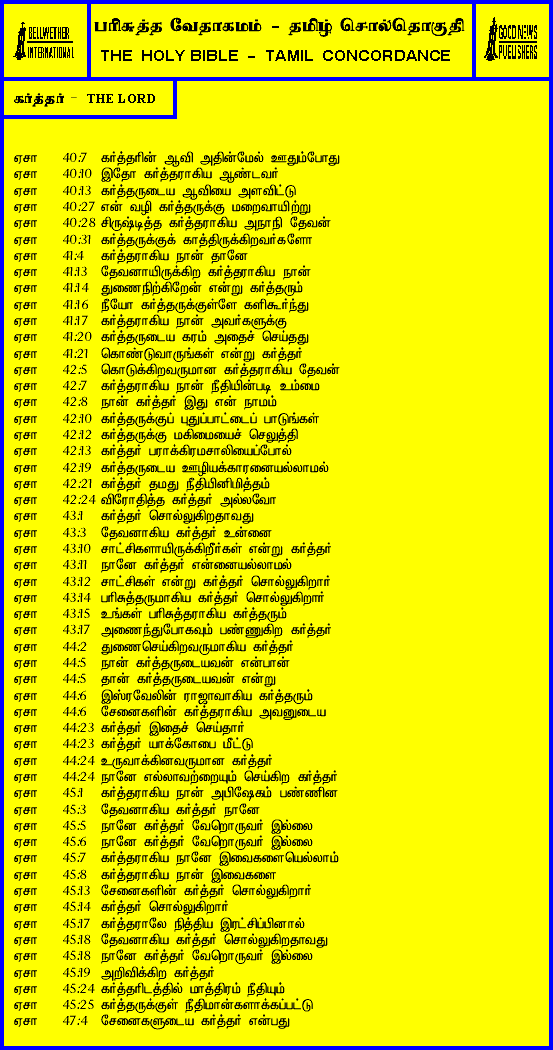 BELLWETHER
INTERNATIONAL
பரிசுத்த வேதாகமம் - தமிழ் சொல்தொகுதி
THE HOLY BIBLE - TAMIL CONCORDANCE
GOOD NEWS
PUBLISHERS
கர்த்தர் - THE LORD
ஏசா 40:7 கர்த்தரின் ஆவி அதின்மேல் ஊதும்போது
ஏசா 40:10 இதோ கர்த்தராகிய ஆண்டவர்
ஏசா 40:13 கர்த்தருடைய ஆவியை அளவிட்டு
ஏசா 40:27 என் வழி கர்த்தருக்கு மறைவாயிற்று
ஏசா 40:28 சிருஷ்டித்த கர்த்தராகிய அநாதி தேவன்
ஏசா 40:31 கர்த்தருக்குக் காத்திருக்கிறவர்களோ
ஏசா 41:4 கர்த்தராகிய நான் தானே
ஏசா 41:13 தேவனாயிருக்கிற கர்த்தராகிய நான்
ஏசா 41:14 துணைநிற்கிறேன் என்று கர்த்தரும்
ஏசா 41:16 நீயோ கர்த்தருக்குள்ளே களிகூர்ந்து
ஏசா 41:17 கர்த்தராகிய நான் அவர்களுக்கு
ஏசா 41:20 கர்த்தருடைய கரம் அதைச் செய்தது
ஏசா 41:21 கொண்டுவாருங்கள் என்று கர்த்தர்
ஏசா 42:5 கொடுக்கிறவருமான கர்த்தராகிய தேவன்
ஏசா 42:7 கர்த்தராகிய நான் நீதியின்படி உம்மை
ஏசா 42:8 நான் கர்த்தர் இது என் நாமம்
ஏசா 42:10 கர்த்தருக்குப் புதுப்பாட்டைப் பாடுங்கள்
ஏசா 42:12 கர்த்தருக்கு மகிமையைச் செலுத்தி
ஏசா 42:13 கர்த்தர் பராக்கிரமசாலியைப்போல்
ஏசா 42:19 கர்த்தருடைய ஊழியக்காரனையல்லாமல்
ஏசா 42:21 கர்த்தர் தமது நீதியினிமித்தம்
ஏசா 42:24 விரோதித்த கர்த்தர் அல்லவோ
ஏசா 43:1 கர்த்தர் சொல்லுகிறதாவது
ஏசா 43:3 தேவனாகிய கர்த்தர் உன்னை
ஏசா 43:10 சாட்சிகளாயிருக்கிறீர்கள் என்று கர்த்தர்
ஏசா 43:11 நானே கர்த்தர் என்னையல்லாமல்
ஏசா 43:12 சாட்சிகள் என்று கர்த்தர் சொல்லுகிறார்
ஏசா 43:14 பரிசுத்தருமாகிய கர்த்தர் சொல்லுகிறார்
ஏசா 43:15 உங்கள் பரிசுத்தராகிய கர்த்தரும்
ஏசா 43:17 அணைந்துபோகவும் பண்ணுகிற கர்த்தர்
ஏசா 44:2 துணைசெய்கிறவருமாகிய கர்த்தர்
ஏசா 44:5 நான் கர்த்தருடையவன் என்பான்
ஏசா 44:5 தான் கர்த்தருடையவன் என்று
ஏசா 44:6 இஸ்ரவேலின் ராஜாவாகிய கர்த்தரும்
ஏசா 44:6 சேனைகளின் கர்த்தராகிய அவனுடைய
ஏசா 44:23 கர்த்தர் இதைச் செய்தார்
ஏசா 44:23 கர்த்தர் யாக்கோபை மீட்டு
ஏசா 44:24 உருவாக்கினவருமான கர்த்தர்
ஏசா 44:24 நானே எல்லாவற்றையும் செய்கிற கர்த்தர்
ஏசா 45:1 கர்த்தராகிய நான் அபிஷேகம் பண்ணின
ஏசா 45:3 தேவனாகிய கர்த்தர் நானே
ஏசா 45:5 நானே கர்த்தர் வேறொருவர் இல்லை
ஏசா 45:6 நானே கர்த்தர் வேறொருவர் இல்லை
ஏசா 45:7 கர்த்தராகிய நானே இவைகளையெல்லாம்
ஏசா 45:8 கர்த்தராகிய நான் இவைகளை
ஏசா 45:13 சேனைகளின் கர்த்தர் சொல்லுகிறார்
ஏசா 45:14 கர்த்தர் சொல்லுகிறார்
ஏசா 45:17 கர்த்தராலே நித்திய இரட்சிப்பினால்
ஏசா 45:18 தேவனாகிய கர்த்தர் சொல்லுகிறதாவது
ஏசா 45:18 நானே கர்த்தர் வேறொருவர் இல்லை
ஏசா 45:19 அறிவிக்கிற கர்த்தர்
ஏசா 45:24 கர்த்தரிடத்தில் மாத்திரம் நீதியும்
ஏசா 45:25 கர்த்தருக்குள் நீதிமான்களாக்கப்பட்டு
ஏசா 47:4 சேனைகளுடைய கர்த்தர் என்பது